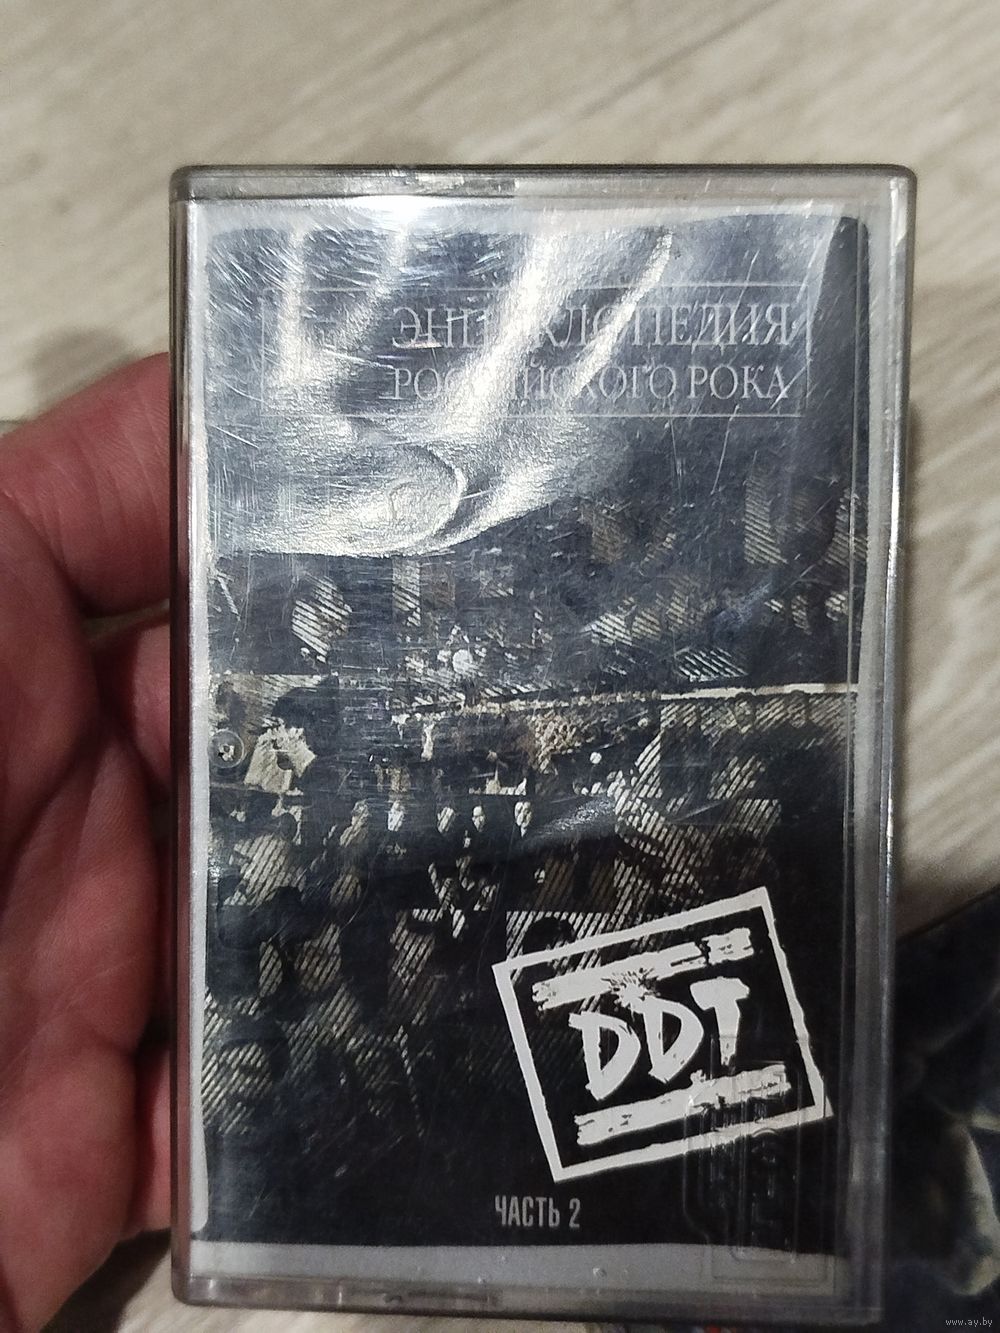 ЭНЦИКЛОПЕДИЯ
РОССИЙСКОГО РОКА
DDT
ЧАСТЬ 2
www.ay.by